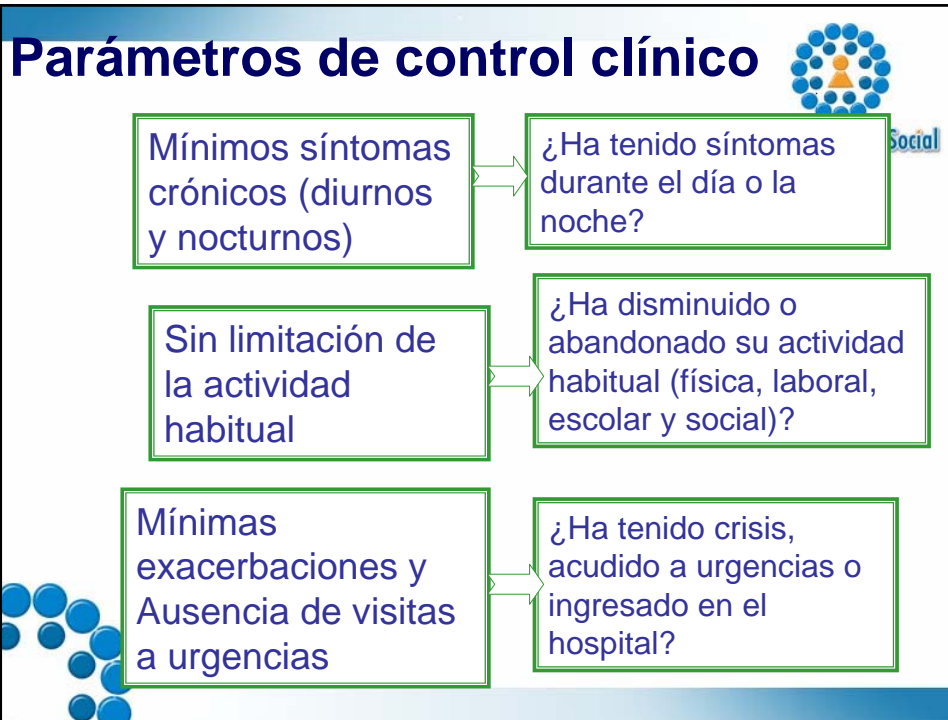 Parámetros de control clínico
Social
Mínimos síntomas
crónicos (diurnos
y nocturnos)
¿Ha tenido síntomas
durante el día o la
noche?
Sin limitación de
la actividad
habitual
¿Ha disminuido o
abandonado su actividad
habitual (física, laboral,
escolar y social)?
Mínimas
exacerbaciones y
Ausencia de visitas
a urgencias
¿Ha tenido crisis,
acudido a urgencias o
ingresado en el
hospital?